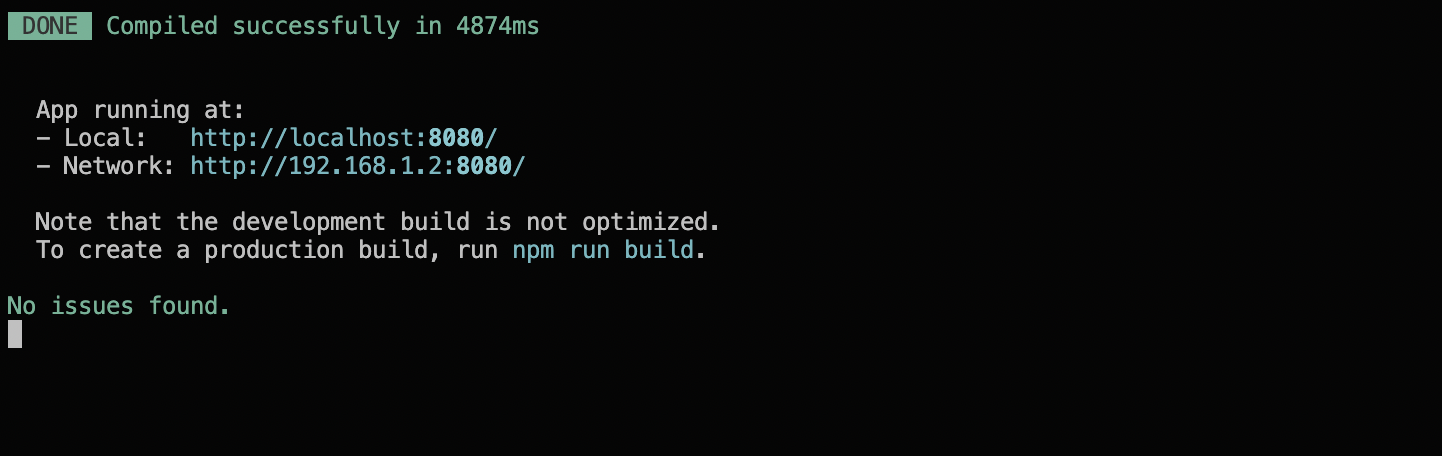 DONE Compiled successfully in 4874ms
App running at:
- Local: http://localhost:8080/
- Network: http://192.168.1.2:8080/
Note that the development build is not optimized.
To create a production build, run npm run build.
No issues found.